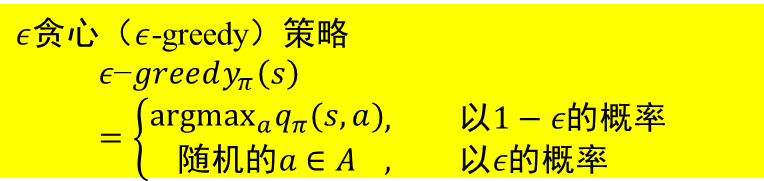 ϵ贪心（ϵ-greedy）策略
ϵ−greedy_π(s)
= { argmax_a q_π(s, a), 以1 − ϵ的概率
随机的a ∈ A , 以ϵ的概率